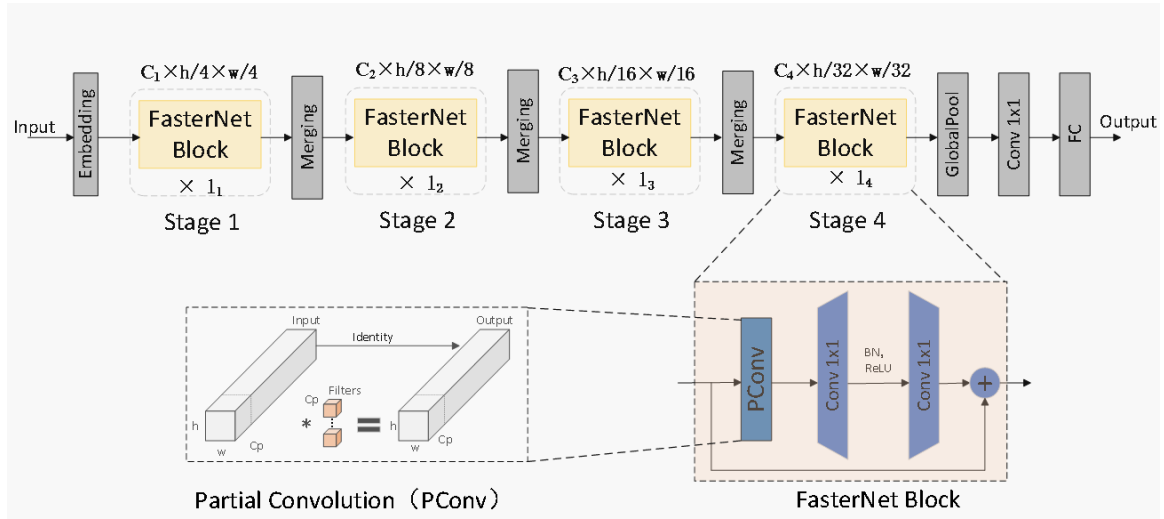 C₁×h/4×w/4
C₂×h/8×w/8
C₃×h/16×w/16
C₄×h/32×w/32
Input
Embedding
FasterNet
Block
× l₁
Stage 1
Merging
FasterNet
Block
× l₂
Stage 2
Merging
FasterNet
Block
× l₃
Stage 3
Merging
FasterNet
Block
× l₄
Stage 4
GlobalPool
Conv 1x1
FC
Output
Input
Identity
Output
Cp
Filters
*
=
h
w
Cp
h
w
Cp
Partial Convolution（PConv）
PConv
Conv 1x1
BN,
ReLU
Conv 1x1
+
FasterNet Block